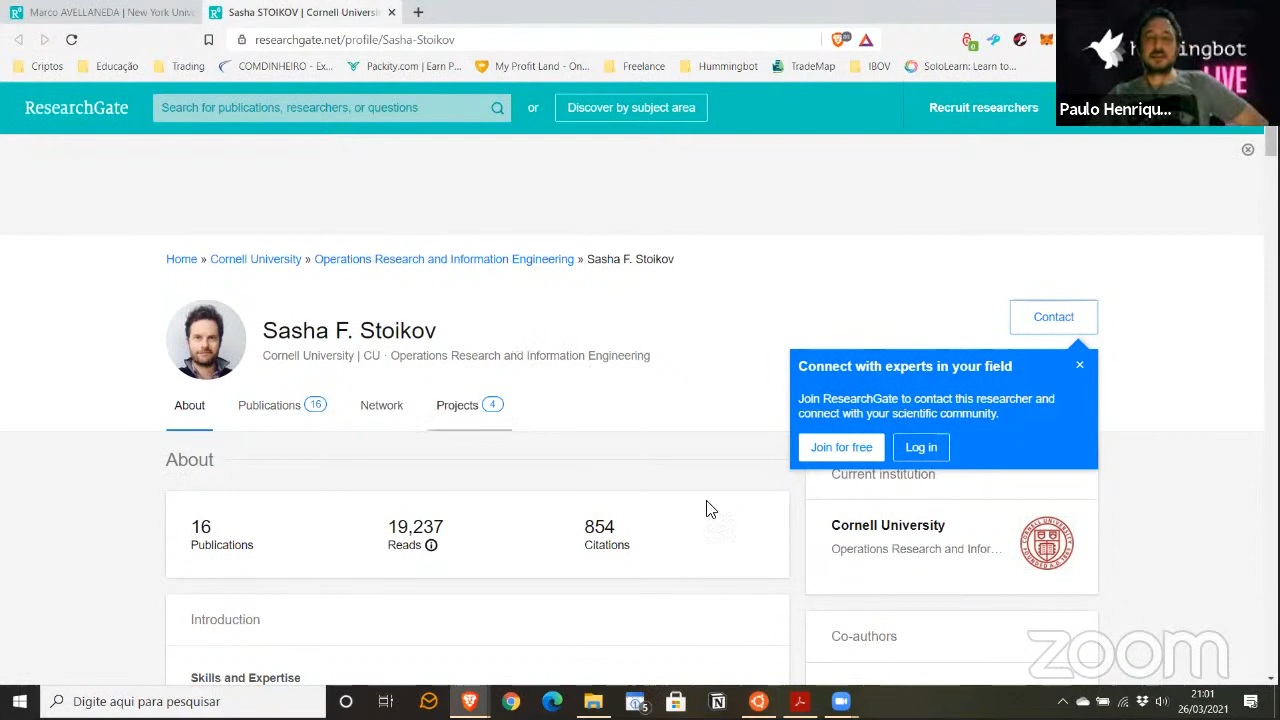 Marco AVELLANEDA | New York Univ
Sasha STOIKOV | Cornell Universi
researchgate.net/profile/Sasha-Stoikov
Criptos
Educação
Trading
COMDINHEIRO - E...
Packity.com | Earn P...
My Profit Land - On...
Freelance
Hummingbot
TradeMap
IBOV
SoloLearn: Learn to...
hummingbot
LIVE
Paulo Henriqu...
ResearchGate
Search for publications, researchers, or questions
or
Discover by subject area
Recruit researchers
Home » Cornell University » Operations Research and Information Engineering » Sasha F. Stoikov
Sasha F. Stoikov
Cornell University | CU · Operations Research and Information Engineering
Contact
Connect with experts in your field
Join ResearchGate to contact this researcher and
connect with your scientific community.
Join for free
Log in
About
Publications 16
Network
Projects 4
About
16
Publications
19,237
Reads
854
Citations
Current institution
Cornell University
Operations Research and Infor...
Introduction
Skills and Expertise
Co-authors
zoom
Digite aqui para pesquisar
21:01
26/03/2021